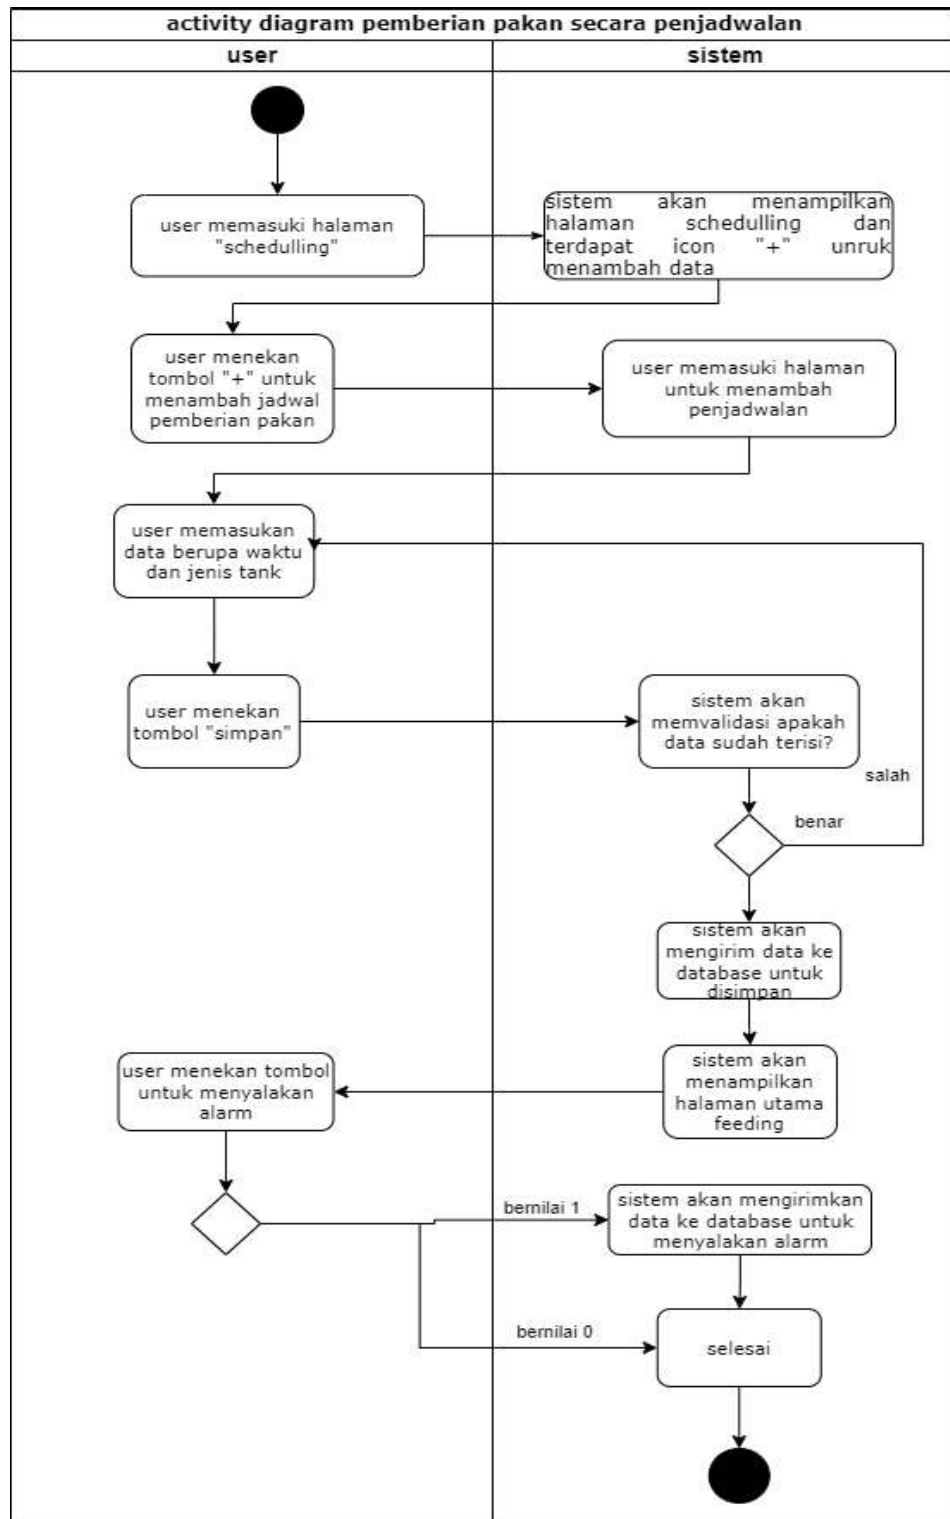 activity diagram pemberian pakan secara penjadwalan
user
sistem
user memasuki halaman
"schedulling"
sistem akan menampilkan
halaman schedulling dan
terdapat icon "+" unruk
menambah data
user menekan
tombol "+" untuk
menambah jadwal
pemberian pakan
user memasuki halaman
untuk menambah
penjadwalan
user memasukan
data berupa waktu
dan jenis tank
user menekan
tombol "simpan"
sistem akan
memvalidasi apakah
data sudah terisi?
salah
benar
sistem akan
mengirim data ke
database untuk
disimpan
sistem akan
menampilkan
halaman utama
feeding
user menekan tombol
untuk menyalakan
alarm
bernilai 1
sistem akan mengirimkan
data ke database untuk
menyalakan alarm
bernilai 0
selesai